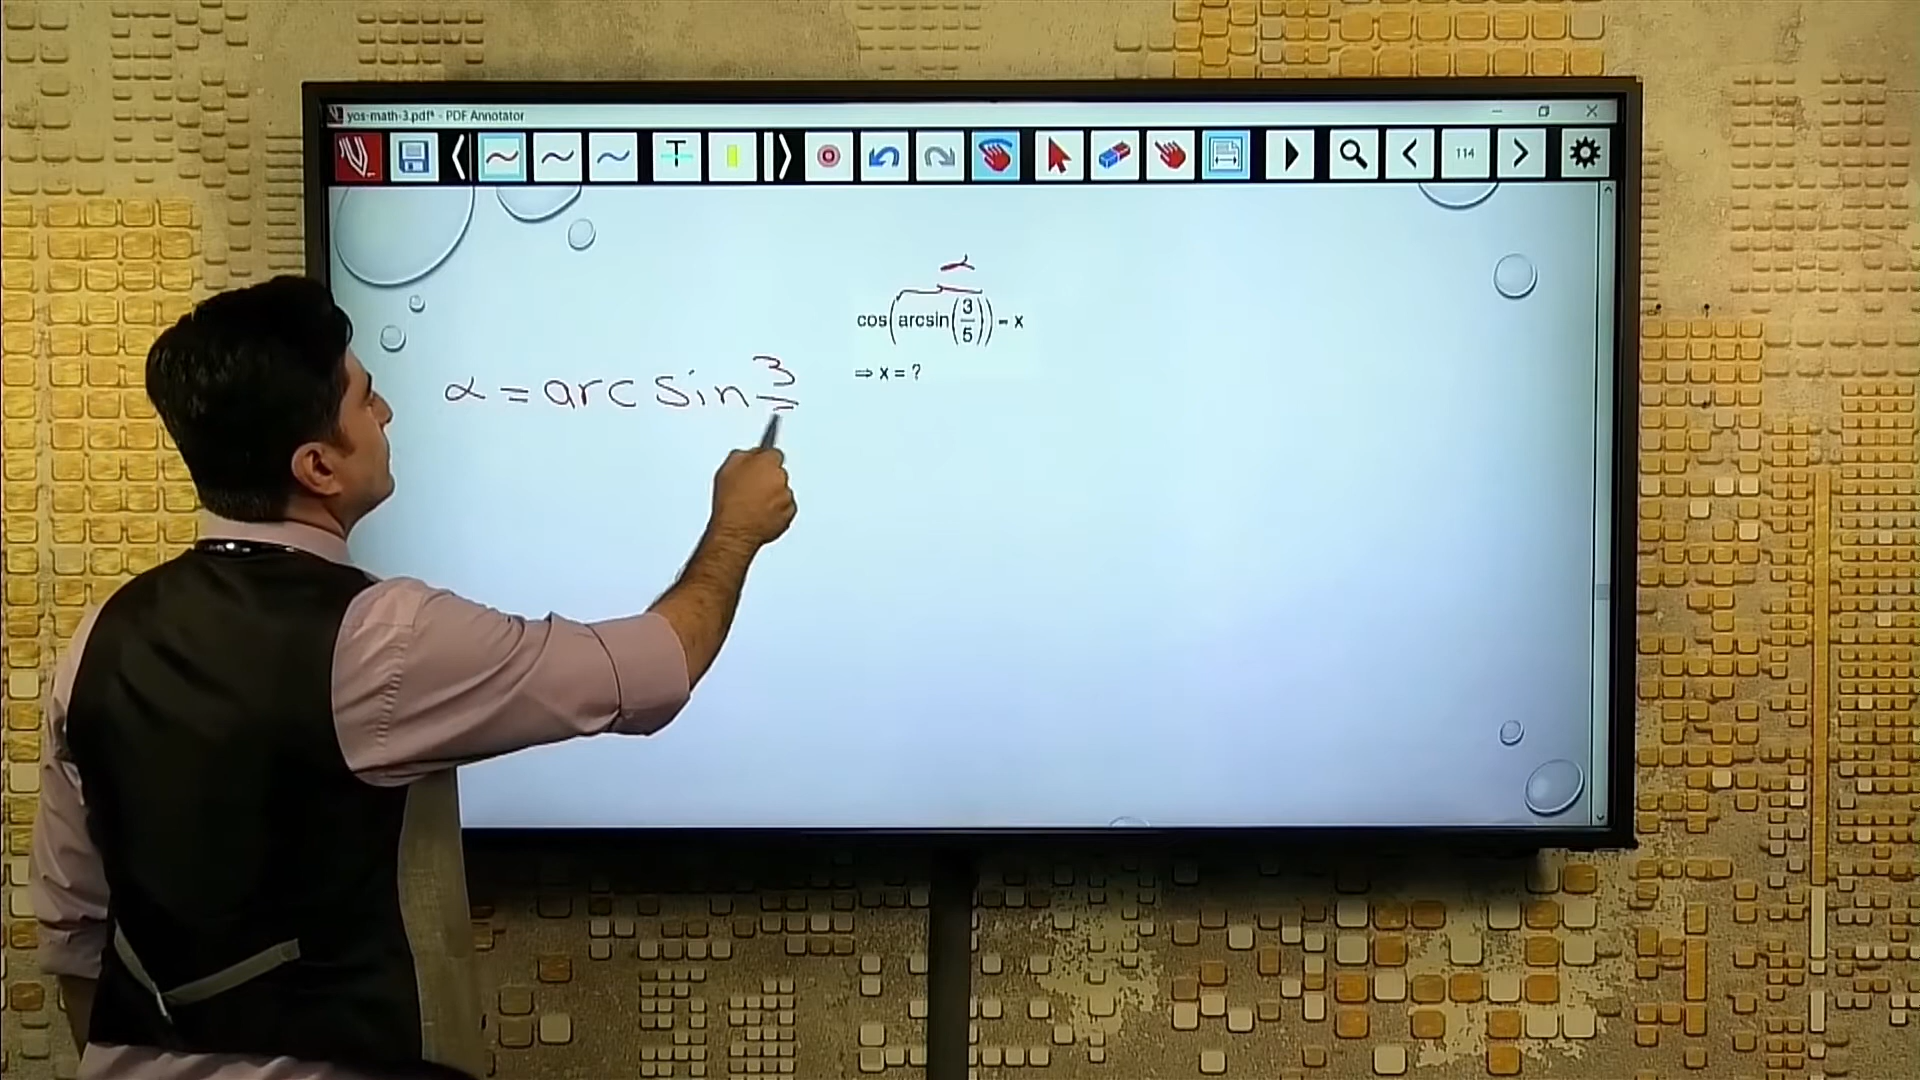 yos-math-3.pdf* - PDF Annotator
T
114
α
cos(arcsin(3/5)) = x
⇒ x = ?
α = arc sin 3